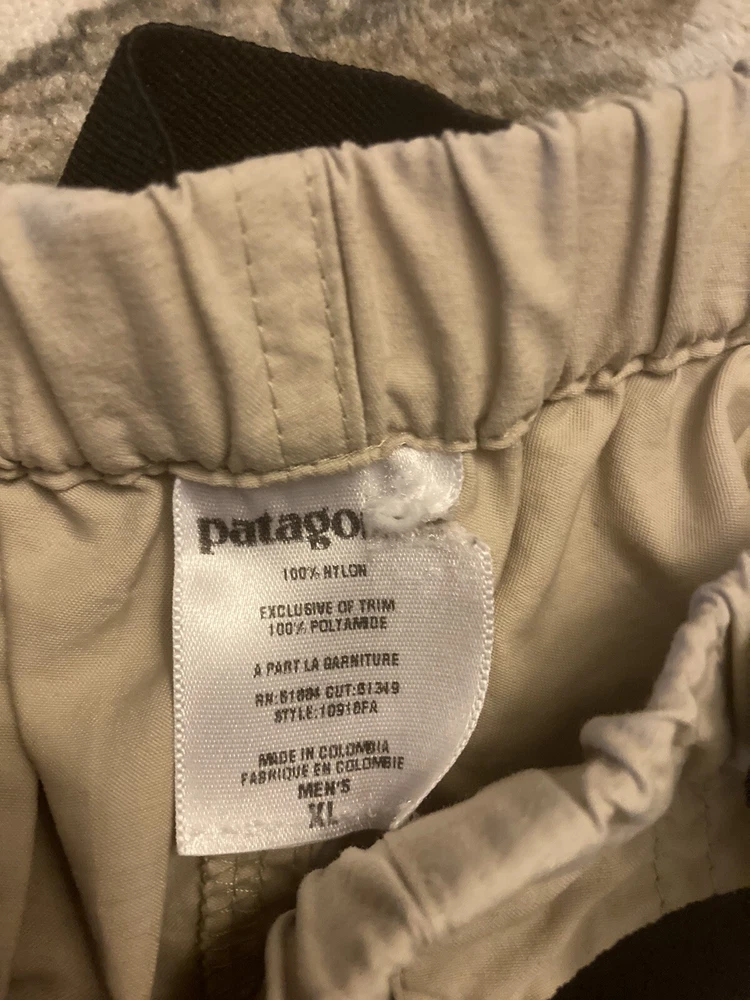 patago
100% NYLON
EXCLUSIVE OF TRIM
100% POLYAMIDE
A PART LA GARNITURE
RN:51884 CUT:81349
STYLE:10918FA
MADE IN COLOMBIA
FABRIQUE EN COLOMBIE
MEN'S
XL